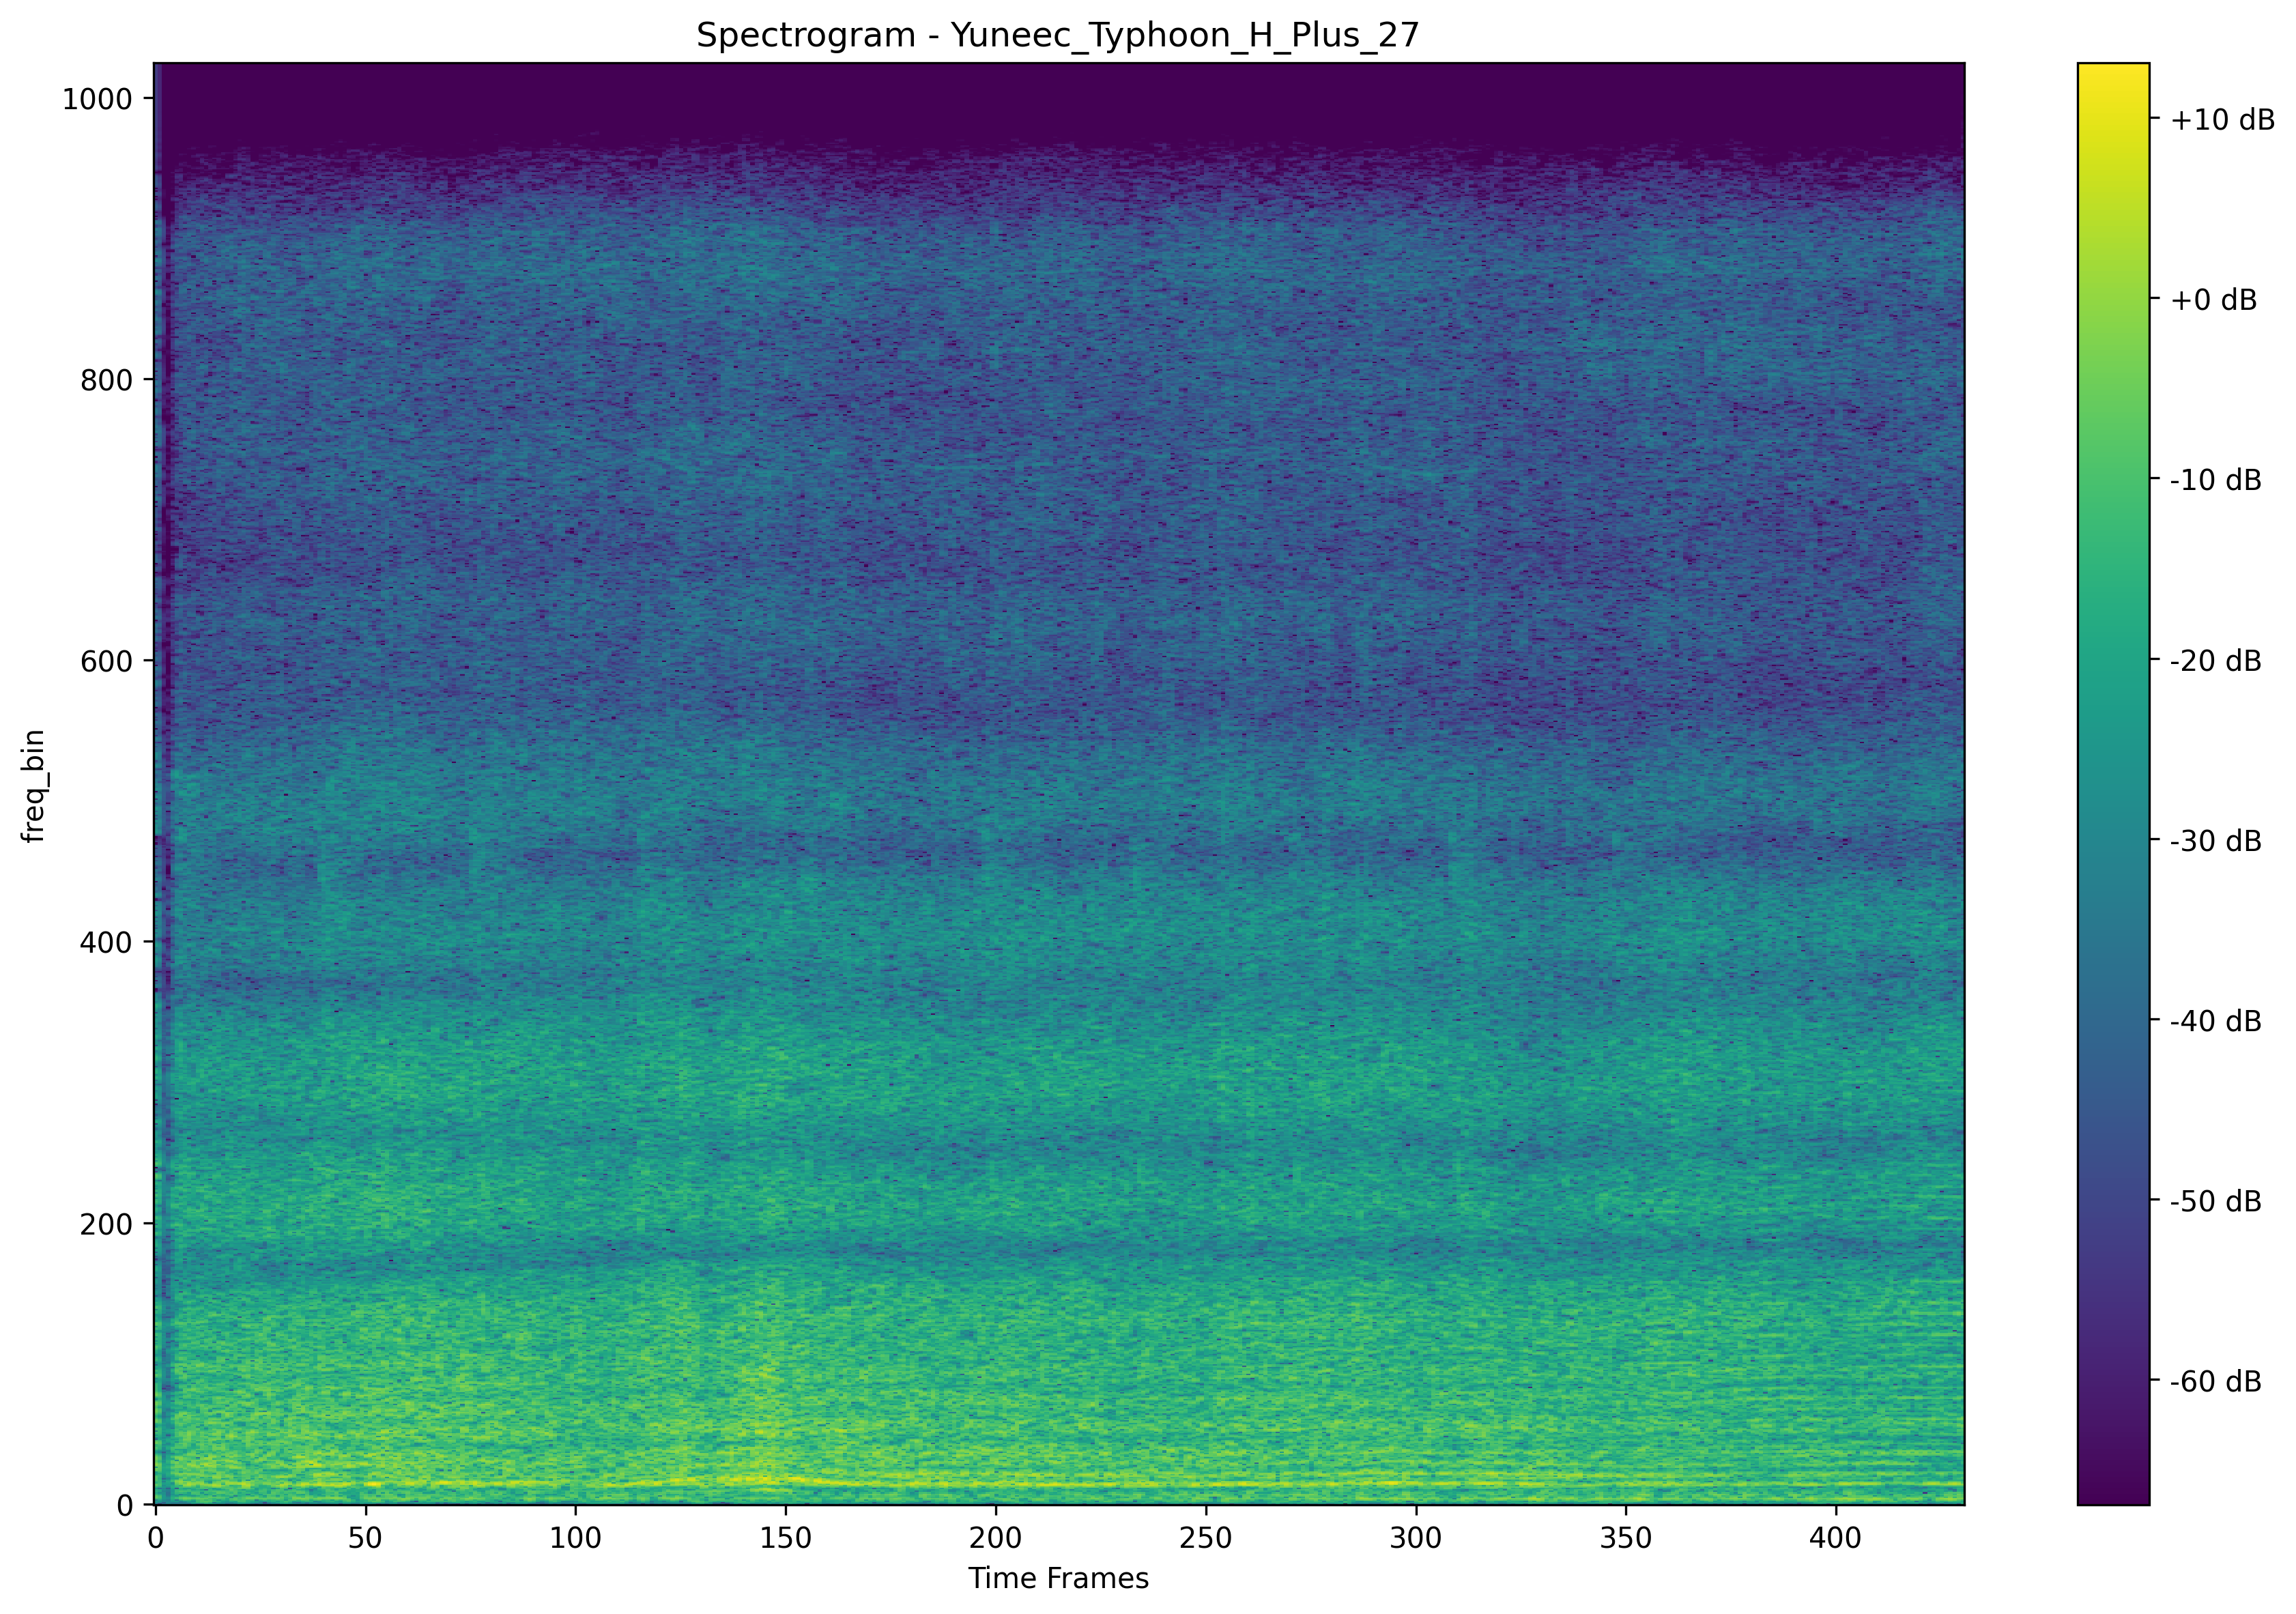 Spectrogram - Yuneec_Typhoon_H_Plus_27
1000
800
600
400
200
0
freq_bin
0 50 100 150 200 250 300 350 400
Time Frames
+10 dB
+0 dB
-10 dB
-20 dB
-30 dB
-40 dB
-50 dB
-60 dB